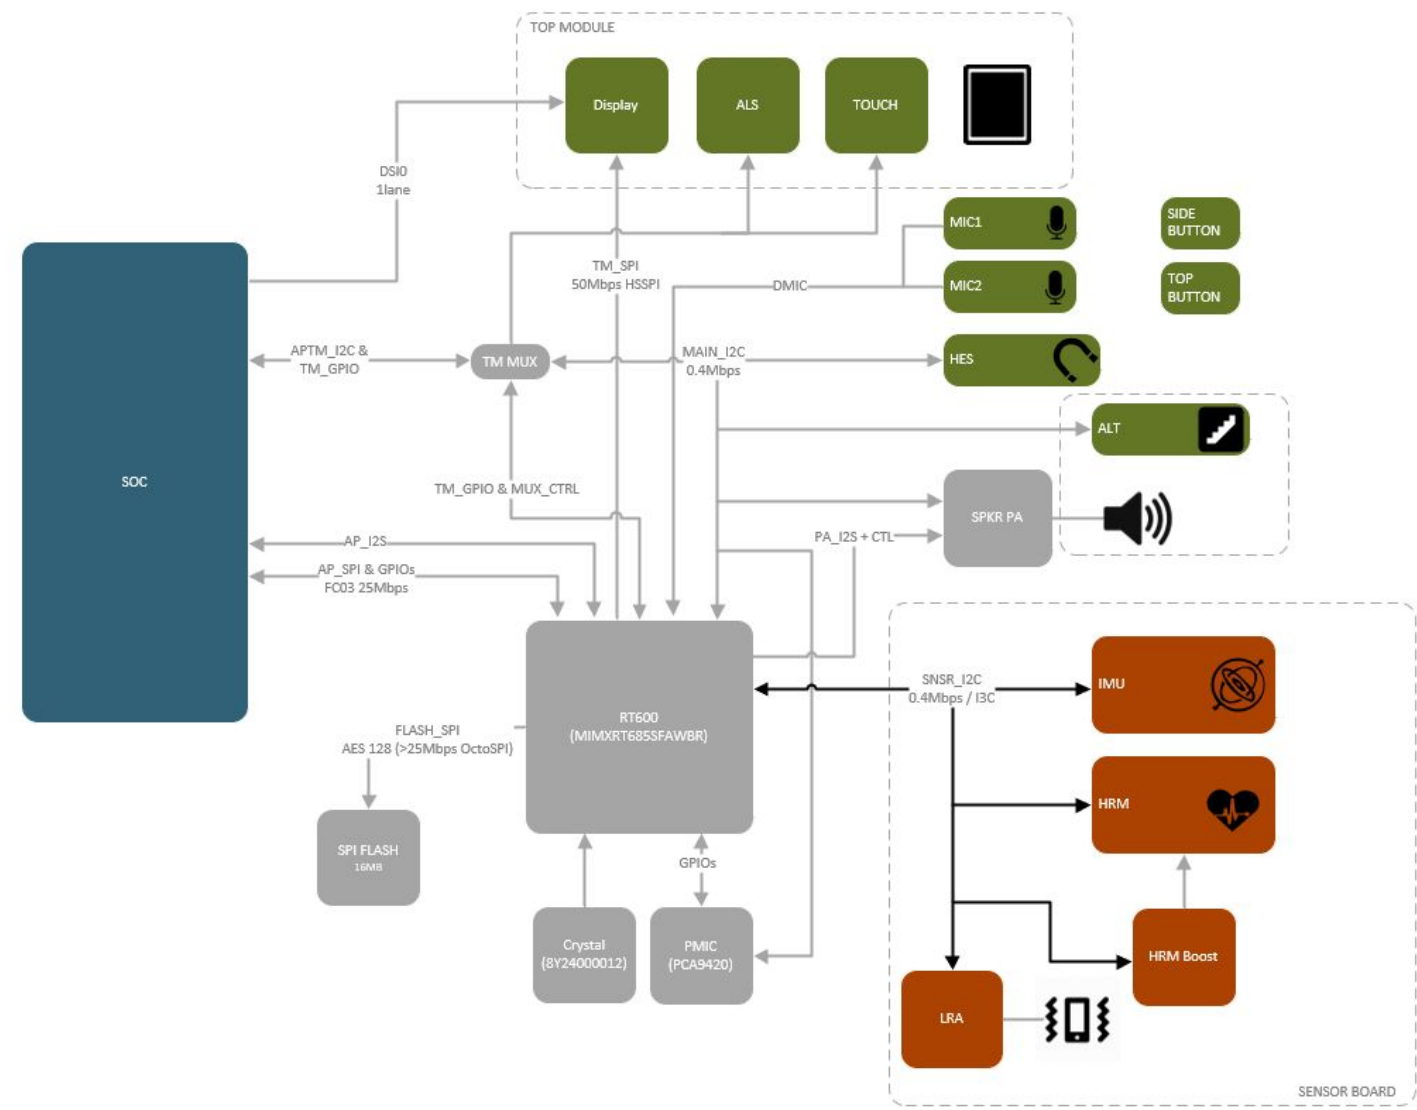 TOP MODULE
Display
ALS
TOUCH
DSI0
1lane
MIC1
SIDE
BUTTON
TM_SPI
50Mbps HSSPI
DMIC
MIC2
TOP
BUTTON
APTM_I2C &
TM_GPIO
TM MUX
MAIN_I2C
0.4Mbps
HES
ALT
SOC
TM_GPIO & MUX_CTRL
SPKR PA
AP_I2S
PA_I2S + CTL
AP_SPI & GPIOs
FC03 25Mbps
SNSR_I2C
0.4Mbps / I3C
IMU
RT600
(MIMXRT685SFAWBR)
FLASH_SPI
AES 128 (>25Mbps OctoSPI)
HRM
SPI FLASH
16MB
GPIOs
Crystal
(8Y24000012)
PMIC
(PCA9420)
HRM Boost
LRA
SENSOR BOARD